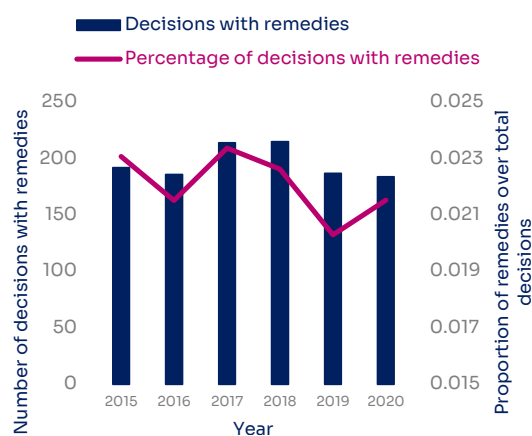 Decisions with remedies
Percentage of decisions with remedies
Number of decisions with remedies
250
200
150
100
50
0
0.025
0.023
0.021
0.019
0.017
0.015
Proportion of remedies over total
decisions
2015 2016 2017 2018 2019 2020
Year